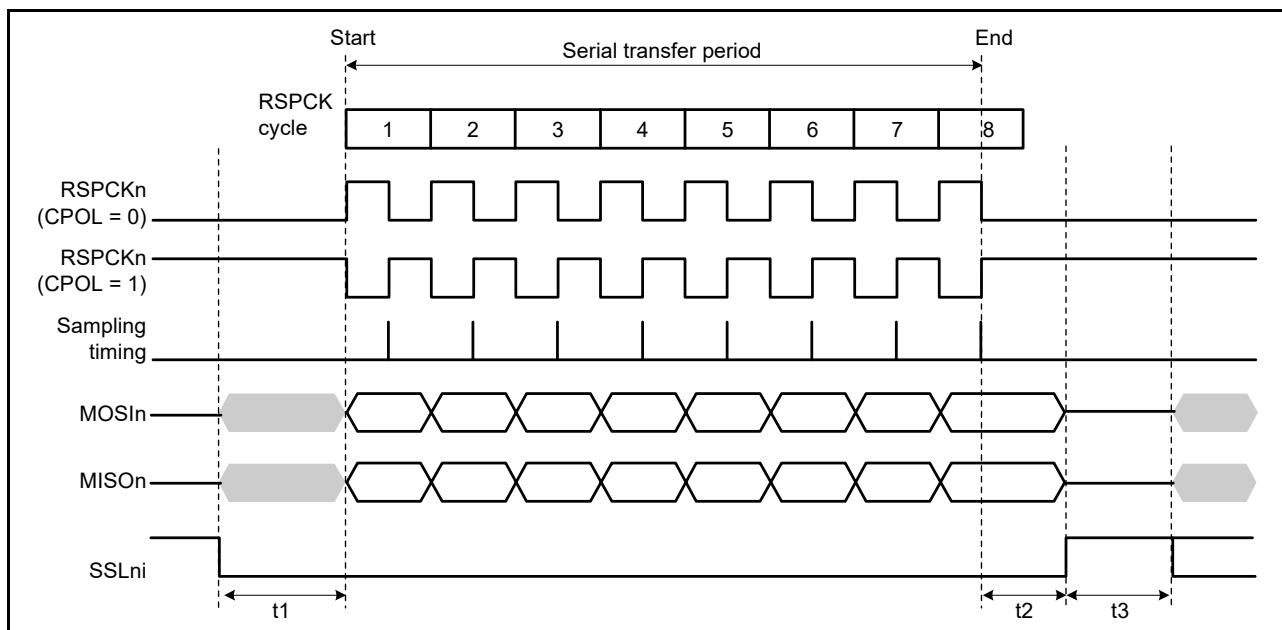 Start
End
Serial transfer period
RSPCK
cycle
1 2 3 4 5 6 7 8
RSPCKn
(CPOL = 0)
RSPCKn
(CPOL = 1)
Sampling
timing
MOSIn
MISOn
SSLni
t1
t2
t3